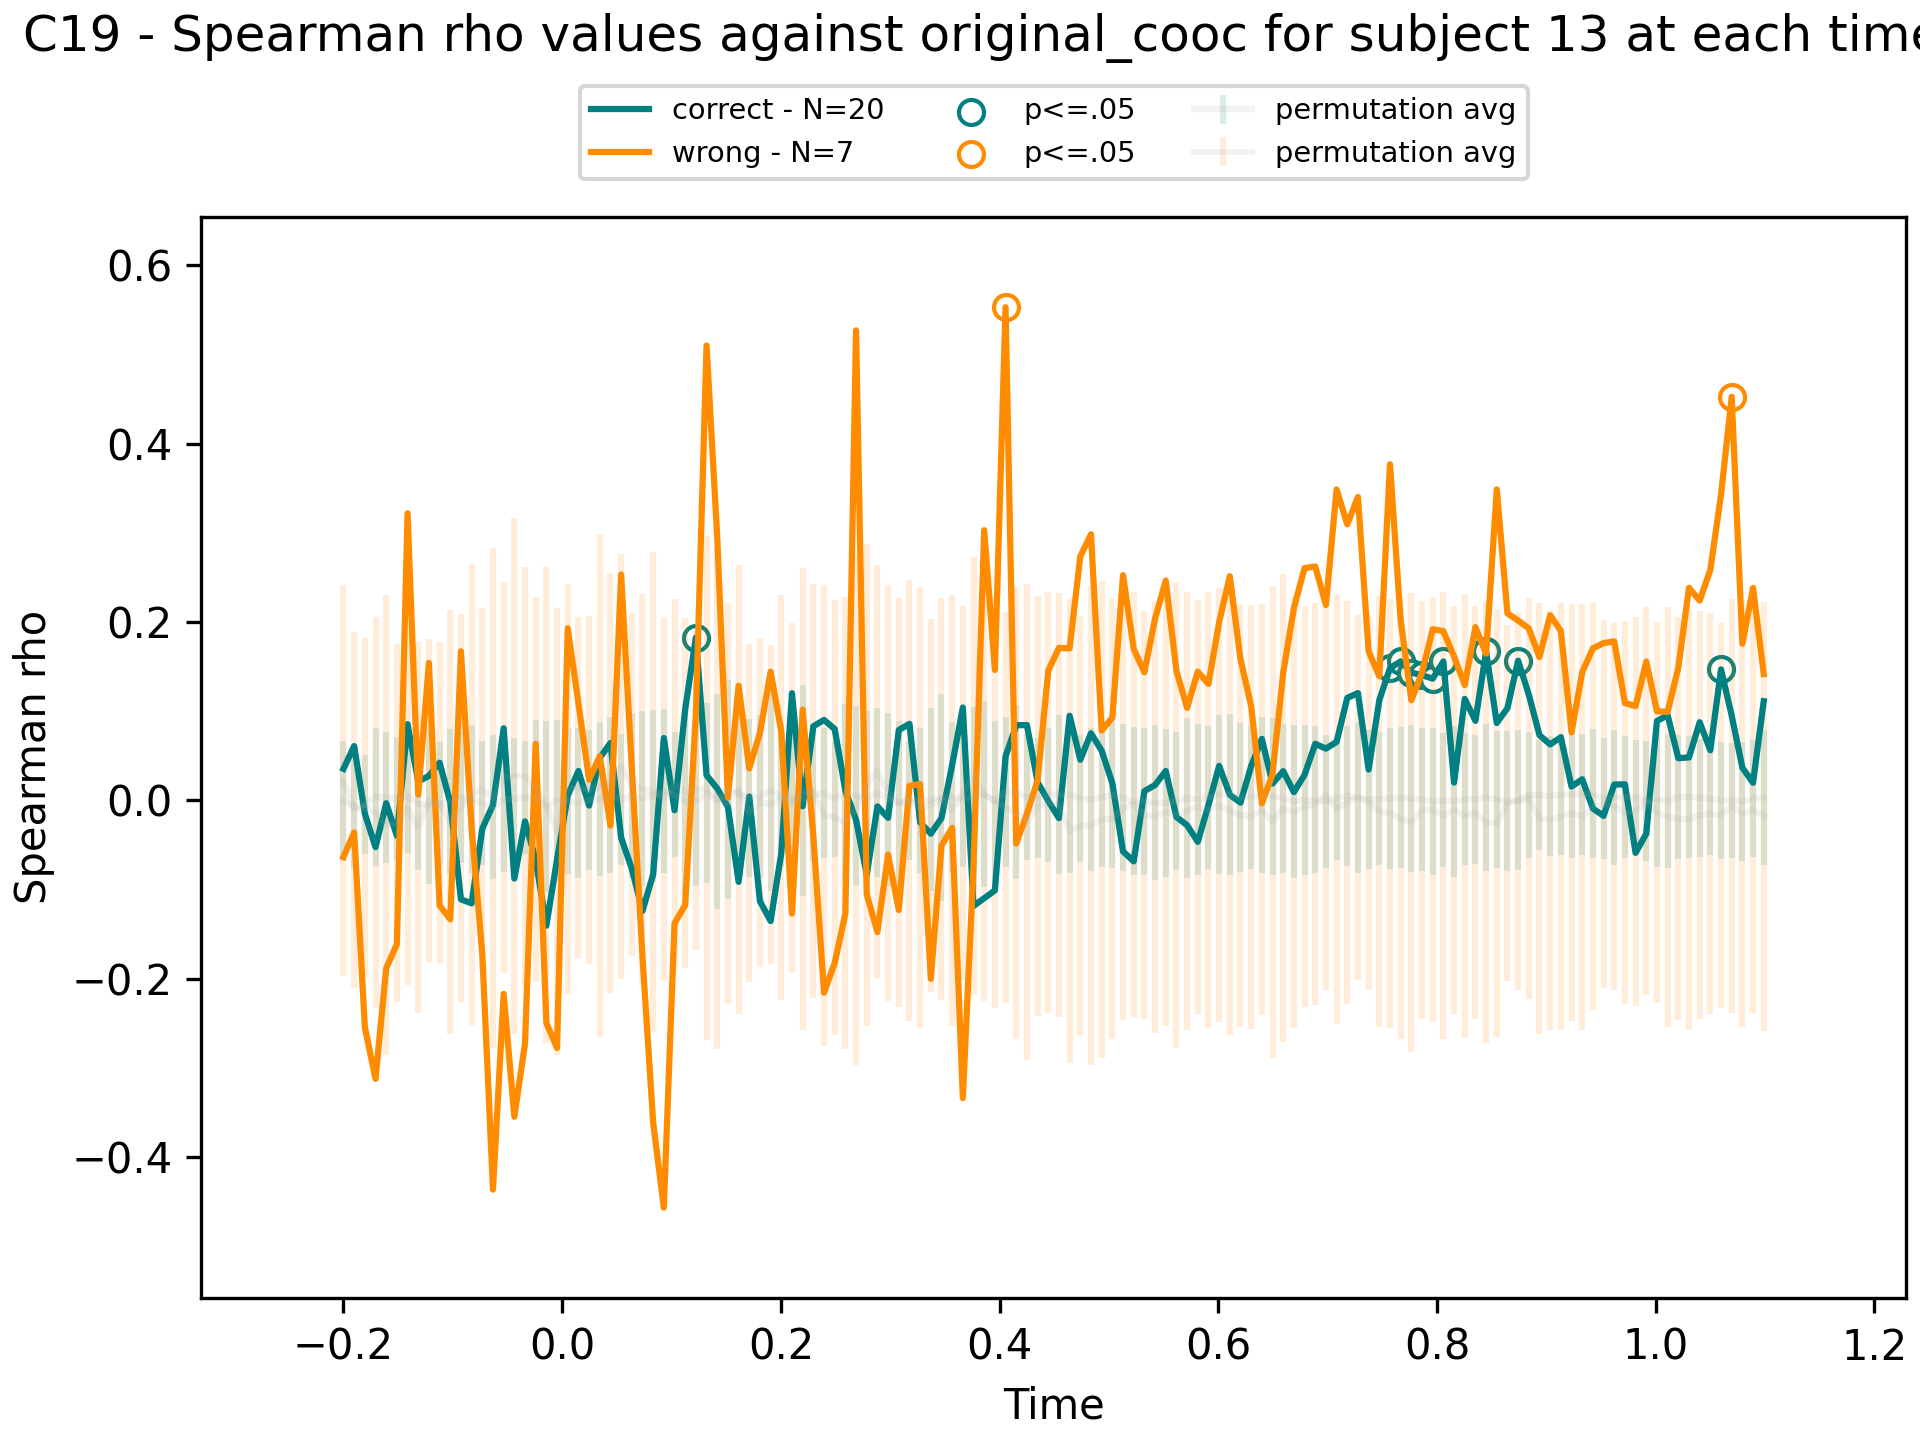 C19 - Spearman rho values against original_cooc for subject 13 at each time
correct - N=20
wrong - N=7
p<=.05
p<=.05
permutation avg
permutation avg
Spearman rho
0.6
0.4
0.2
0.0
−0.2
−0.4
−0.2 0.0 0.2 0.4 0.6 0.8 1.0 1.2
Time